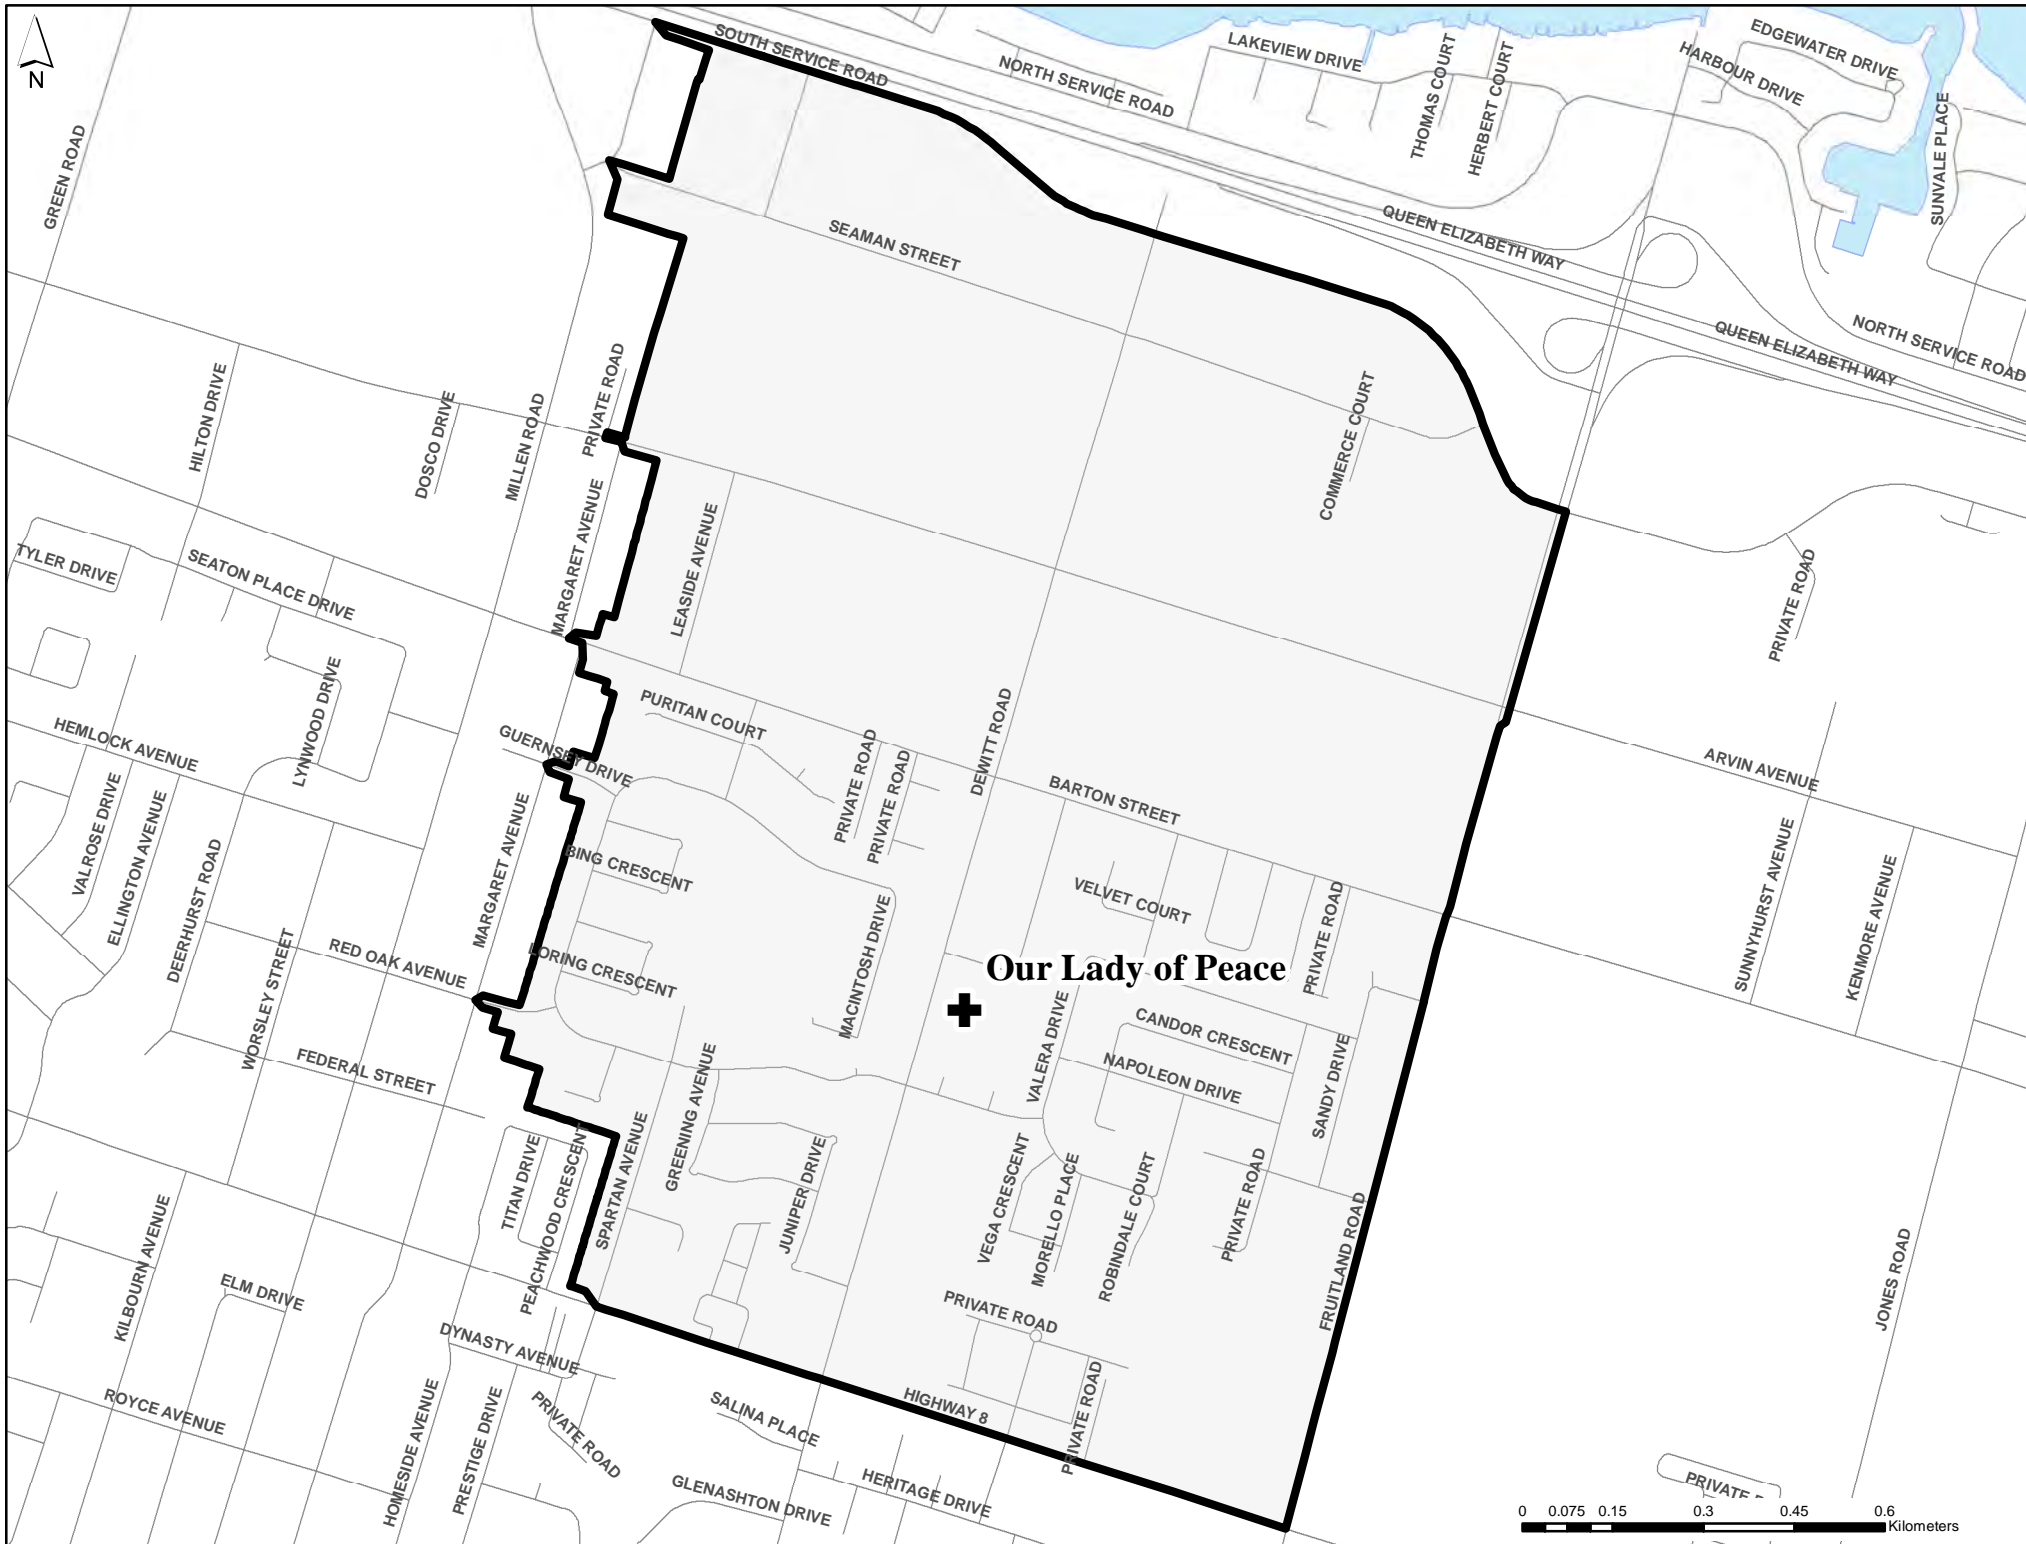 N
SOUTH SERVICE ROAD
NORTH SERVICE ROAD
LAKEVIEW DRIVE
THOMAS COURT
HERBERT COURT
EDGEWATER DRIVE
HARBOUR DRIVE
SUNVALE PLACE
GREEN ROAD
SEAMAN STREET
QUEEN ELIZABETH WAY
QUEEN ELIZABETH WAY
NORTH SERVICE ROAD
HILTON DRIVE
DOSCO DRIVE
MILLEN ROAD
PRIVATE ROAD
COMMERCE COURT
MARGARET AVENUE
LEASIDE AVENUE
TYLER DRIVE
SEATON PLACE DRIVE
PRIVATE ROAD
LYNWOOD DRIVE
HEMLOCK AVENUE
PURITAN COURT
GUERNSEY DRIVE
DEWITT ROAD
PRIVATE ROAD
PRIVATE ROAD
BARTON STREET
ARVIN AVENUE
VALROSE DRIVE
ELLINGTON AVENUE
DEERHURST ROAD
MARGARET AVENUE
BING CRESCENT
VELVET COURT
PRIVATE ROAD
SUNNYHURST AVENUE
KENMORE AVENUE
WORSLEY STREET
RED OAK AVENUE
LORING CRESCENT
MACINTOSH DRIVE
Our Lady of Peace
FEDERAL STREET
VALERA DRIVE
CANDOR CRESCENT
NAPOLEON DRIVE
SANDY DRIVE
GREENING AVENUE
TITAN DRIVE
PEACHWOOD CRESCENT
SPARTAN AVENUE
JUNIPER DRIVE
VEGA CRESCENT
MORELLO PLACE
ROBINDALE COURT
PRIVATE ROAD
FRUITLAND ROAD
JONES ROAD
KILBOURN AVENUE
ELM DRIVE
DYNASTY AVENUE
PRIVATE ROAD
PRIVATE ROAD
ROYCE AVENUE
HOMESIDE AVENUE
PRESTIGE DRIVE
PRIVATE ROAD
SALINA PLACE
HIGHWAY 8
GLENASHTON DRIVE
HERITAGE DRIVE
PRIVATE
0 0.075 0.15 0.3 0.45 0.6
Kilometers